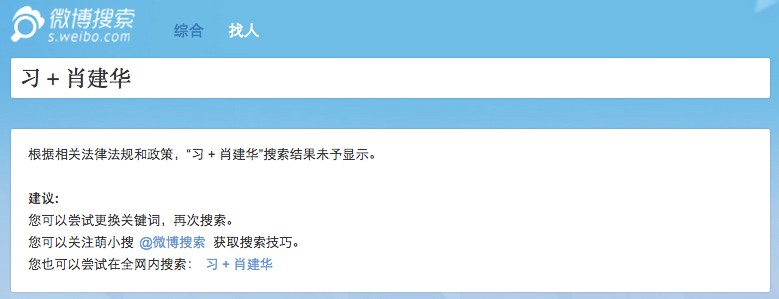 微博搜索
s.weibo.com
综合 找人
习 + 肖建华
根据相关法律法规和政策，“习 + 肖建华”搜索结果未予显示。
建议：
您可以尝试更换关键词，再次搜索。
您可以关注萌小搜 @微博搜索 获取搜索技巧。
您也可以尝试在全网内搜索： 习 + 肖建华